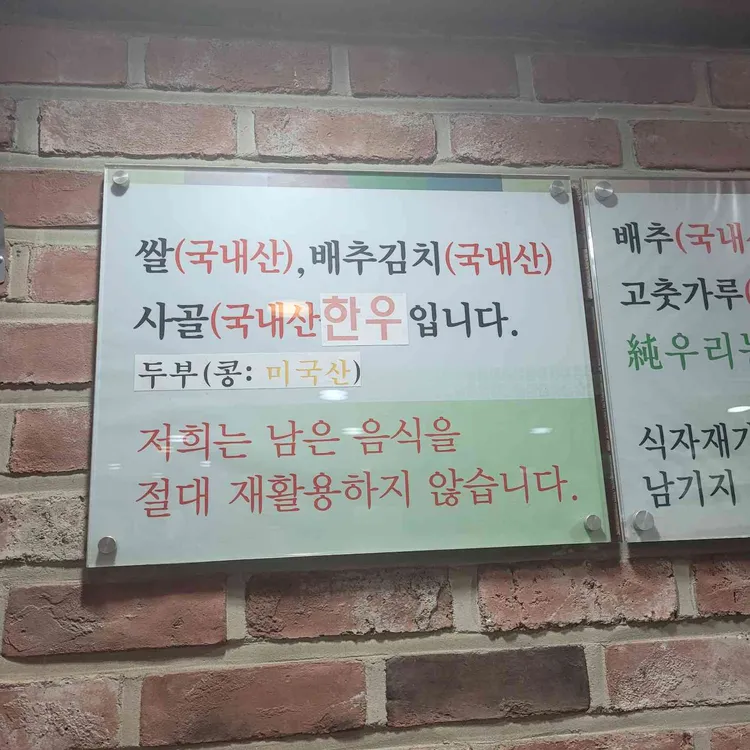 쌀(국내산), 배추김치(국내산)
사골(국내산한우입니다.
두부(콩: 미국산)
저희는 남은 음식을
절대 재활용하지 않습니다.
배추(국내
고춧가루(
純우리
식자재
남기지